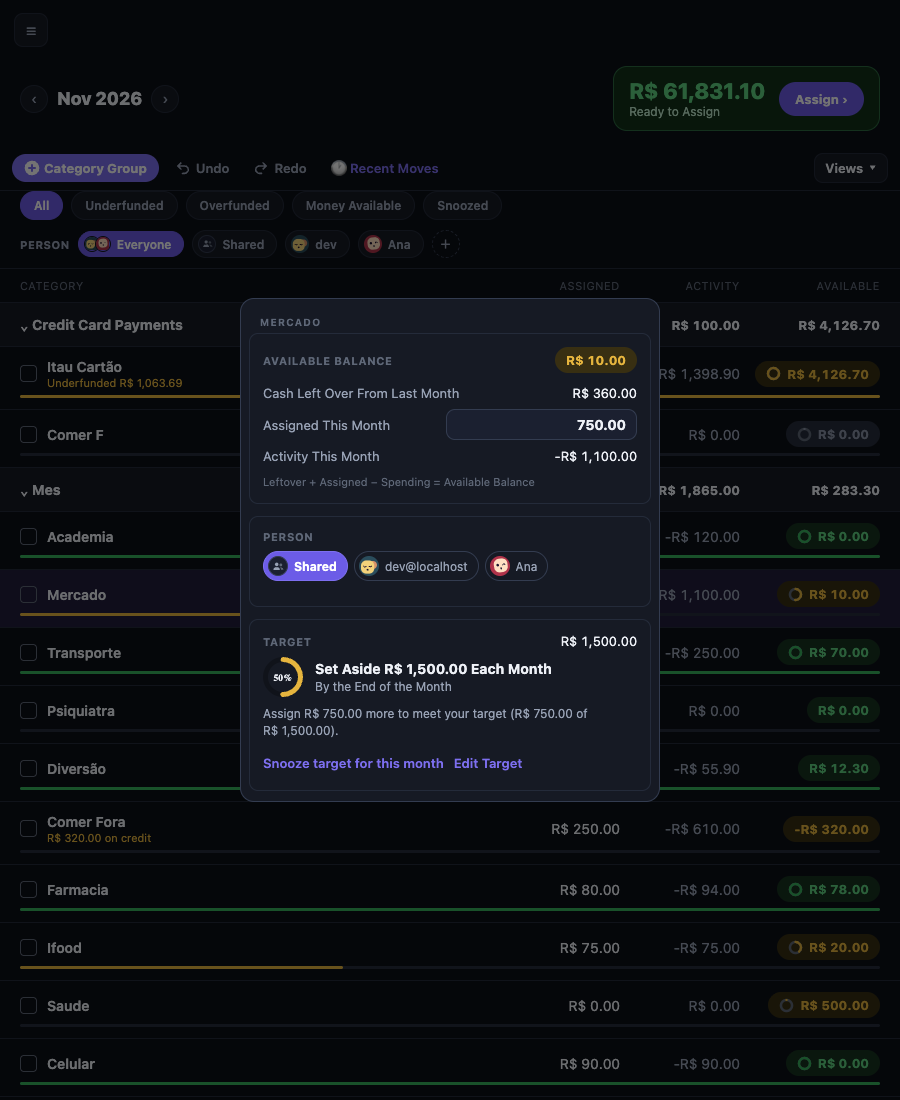 ≡
‹ Nov 2026 ›
R$ 61,831.10
Ready to Assign
Assign ›
Category Group Undo Redo Recent Moves Views
All Underfunded Overfunded Money Available Snoozed
PERSON Everyone Shared dev Ana +
CATEGORY ASSIGNED ACTIVITY AVAILABLE
Credit Card Payments R$ 100.00 R$ 4,126.70
Itau Cartão
Underfunded R$ 1,063.69
R$ 1,398.90 R$ 4,126.70
Comer F R$ 0.00 R$ 0.00
Mes R$ 1,865.00 R$ 283.30
Academia -R$ 120.00 R$ 0.00
Mercado R$ 1,100.00 R$ 10.00
Transporte -R$ 250.00 R$ 70.00
Psiquiatra R$ 0.00 R$ 0.00
Diversão -R$ 55.90 R$ 12.30
MERCADO
AVAILABLE BALANCE R$ 10.00
Cash Left Over From Last Month R$ 360.00
Assigned This Month 750.00
Activity This Month -R$ 1,100.00
Leftover + Assigned − Spending = Available Balance
PERSON
Shared dev@localhost Ana
TARGET R$ 1,500.00
50%
Set Aside R$ 1,500.00 Each Month
By the End of the Month
Assign R$ 750.00 more to meet your target (R$ 750.00 of
R$ 1,500.00).
Snooze target for this month Edit Target
Comer Fora
R$ 320.00 on credit
R$ 250.00 -R$ 610.00 -R$ 320.00
Farmacia R$ 80.00 -R$ 94.00 R$ 78.00
Ifood R$ 75.00 -R$ 75.00 R$ 20.00
Saude R$ 0.00 R$ 0.00 R$ 500.00
Celular R$ 90.00 -R$ 90.00 R$ 0.00